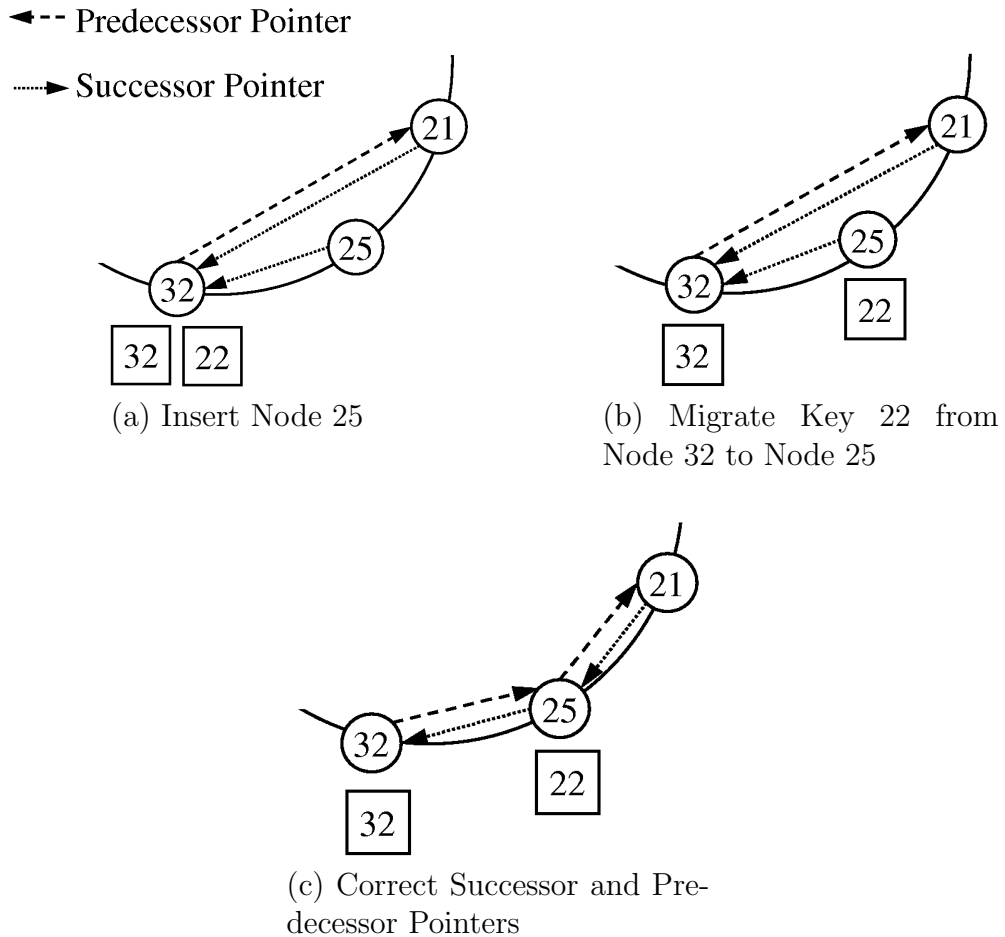 Predecessor Pointer
Successor Pointer
21
25
32
32 22
(a) Insert Node 25
21
25
32
22
32
(b) Migrate Key 22 from
Node 32 to Node 25
21
25
32
22
32
(c) Correct Successor and Pre-
decessor Pointers